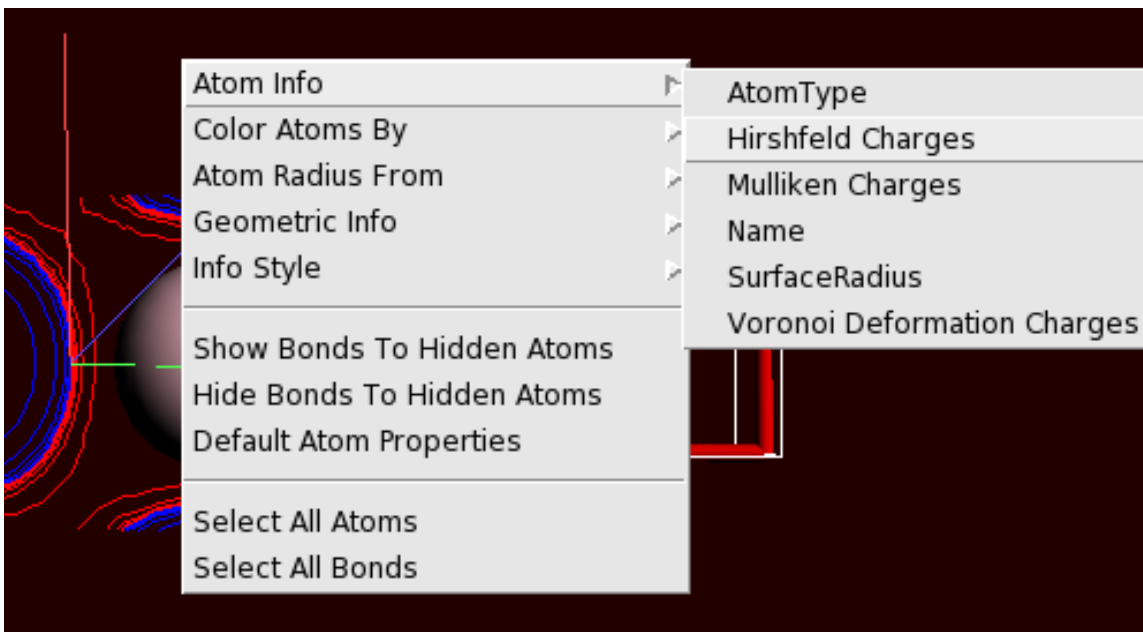 Atom Info
Color Atoms By
Atom Radius From
Geometric Info
Info Style
Show Bonds To Hidden Atoms
Hide Bonds To Hidden Atoms
Default Atom Properties
Select All Atoms
Select All Bonds
AtomType
Hirshfeld Charges
Mulliken Charges
Name
SurfaceRadius
Voronoi Deformation Charges